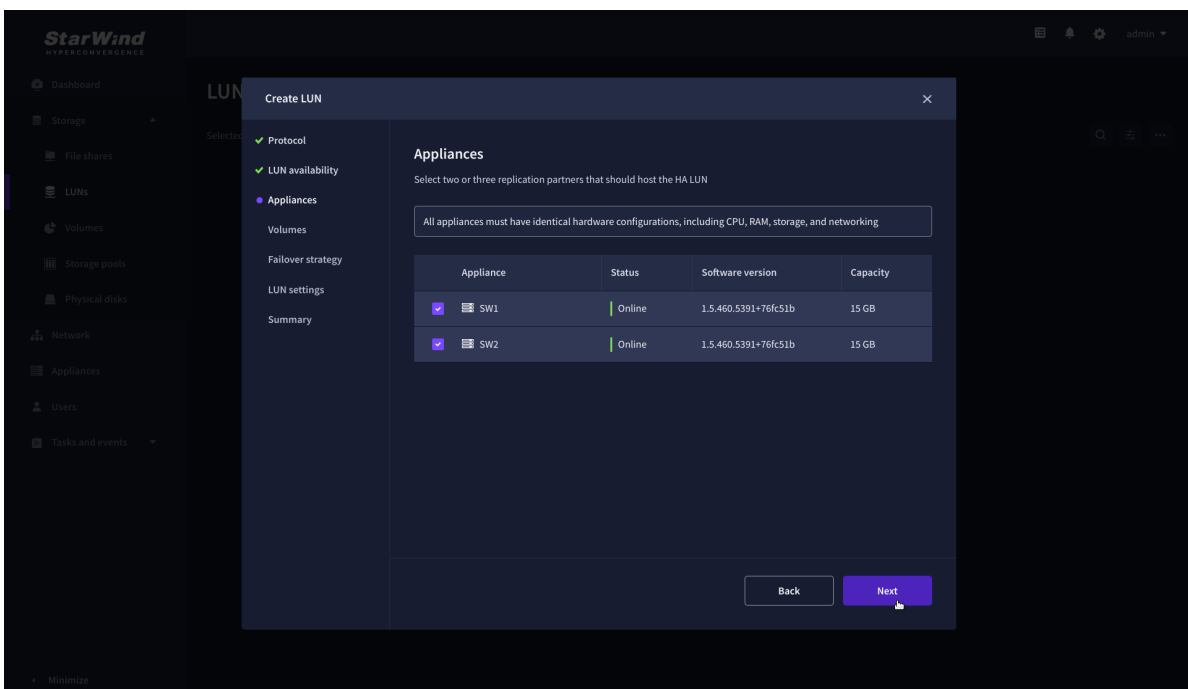 StarWind
HYPERCONVERGENCE
admin
Dashboard
Storage
File shares
LUNs
Volumes
Storage pools
Physical disks
Network
Appliances
Users
Tasks and events
Minimize
LUN
Selected
Create LUN
Protocol
LUN availability
Appliances
Volumes
Failover strategy
LUN settings
Summary
Appliances
Select two or three replication partners that should host the HA LUN
All appliances must have identical hardware configurations, including CPU, RAM, storage, and networking
Appliance Status Software version Capacity
SW1 Online 1.5.460.5391+76fc51b 15 GB
SW2 Online 1.5.460.5391+76fc51b 15 GB
Back Next